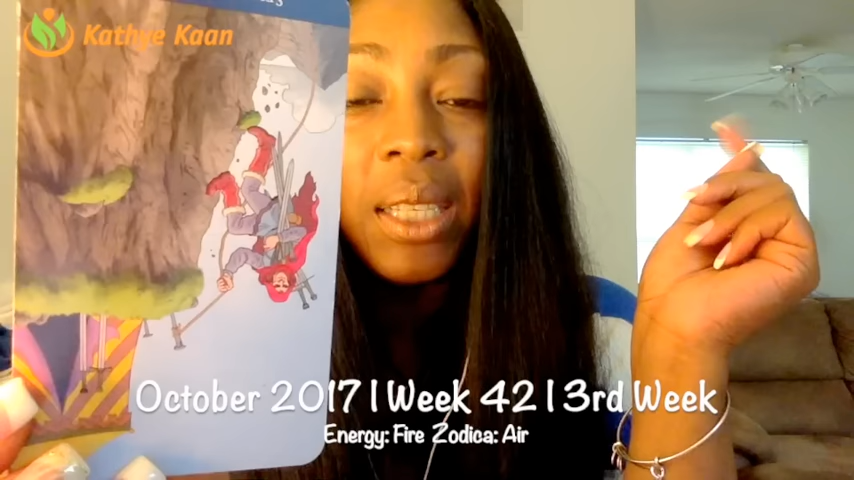 Kathye Kaan
October 2017 | Week 42 | 3rd Week
Energy: Fire Zodica: Air